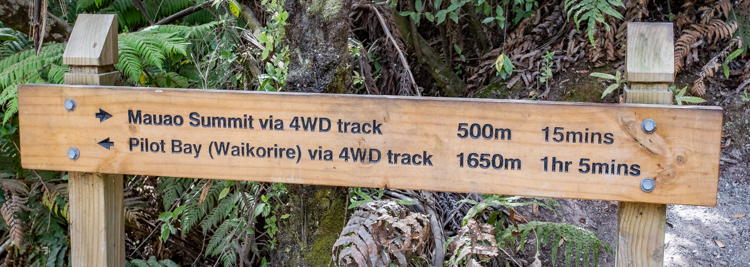 → Mauao Summit via 4WD track 500m 15mins
← Pilot Bay (Waikorire) via 4WD track 1650m 1hr 5mins